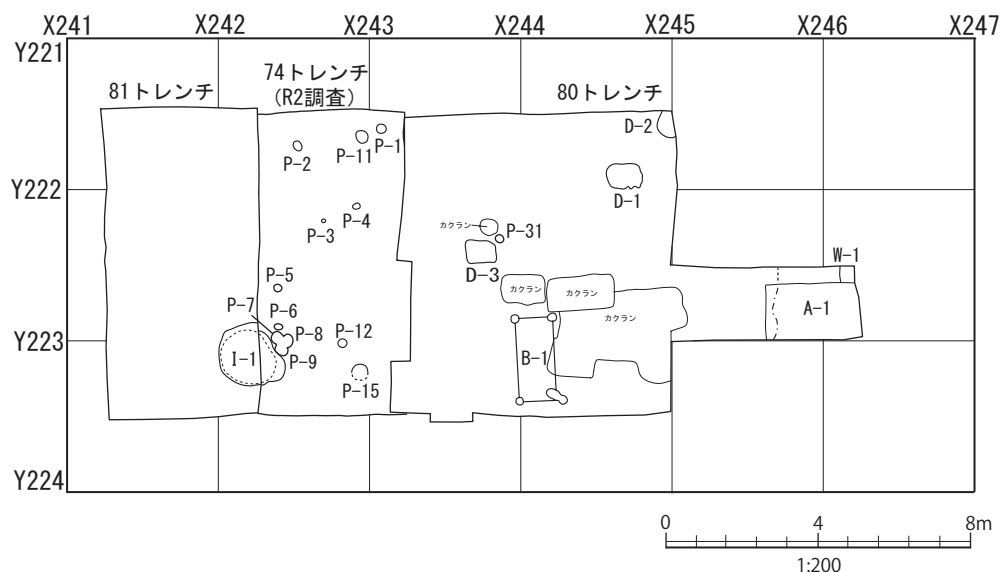 X241 X242 X243 X244 X245 X246 X247
Y221
81トレンチ
74トレンチ
(R2調査)
80トレンチ
P-2
P-11
P-1
D-2
Y222
D-1
P-3
P-4
カクラン
P-31
D-3
W-1
P-5
カクラン
カクラン
カクラン
A-1
P-7
P-6
P-8
P-12
Y223
I-1
P-9
B-1
P-15
Y224
0 4 8m
1:200